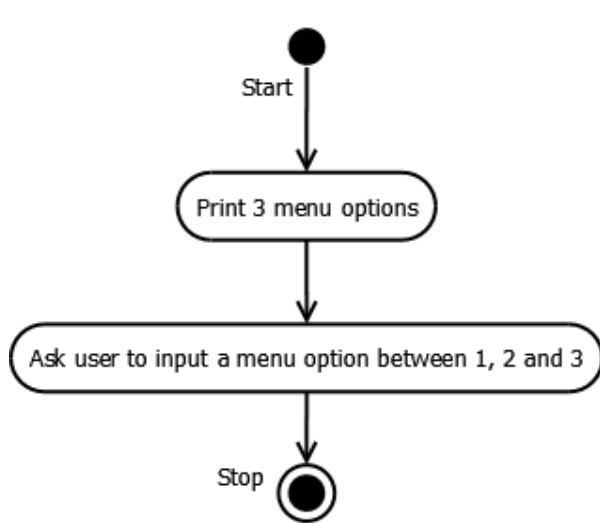 Start
Print 3 menu options
Ask user to input a menu option between 1, 2 and 3
Stop